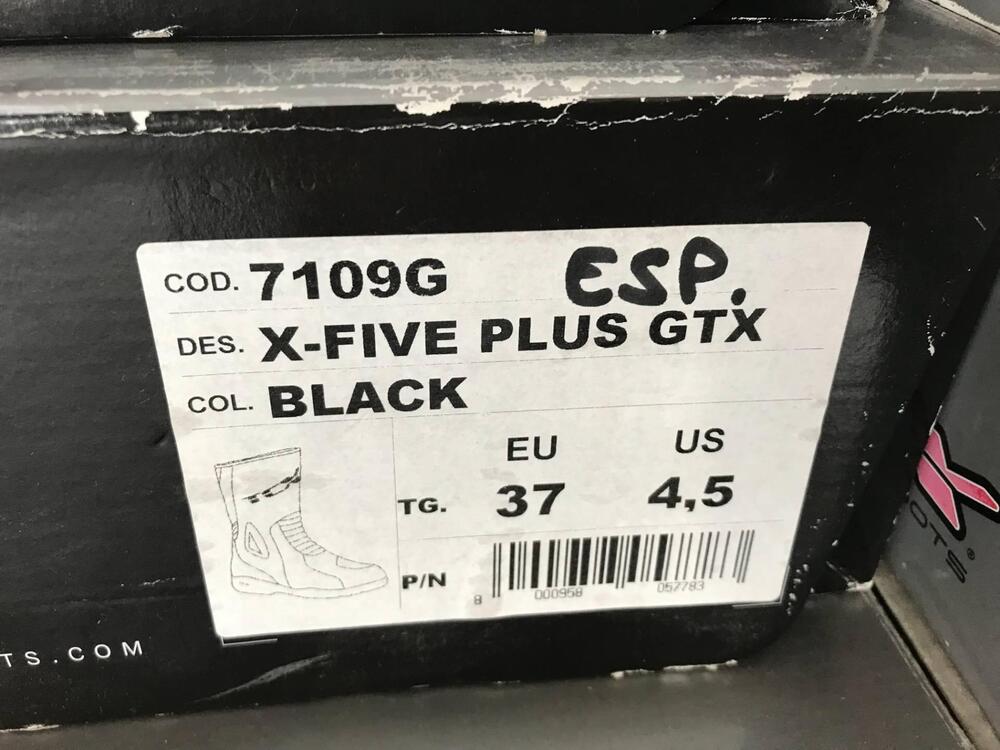 COD. 7109G ESP.
DES. X-FIVE PLUS GTX
COL. BLACK
EU US
TG. 37 4,5
P/N
8 000958 057783
TS.COM
OTS®